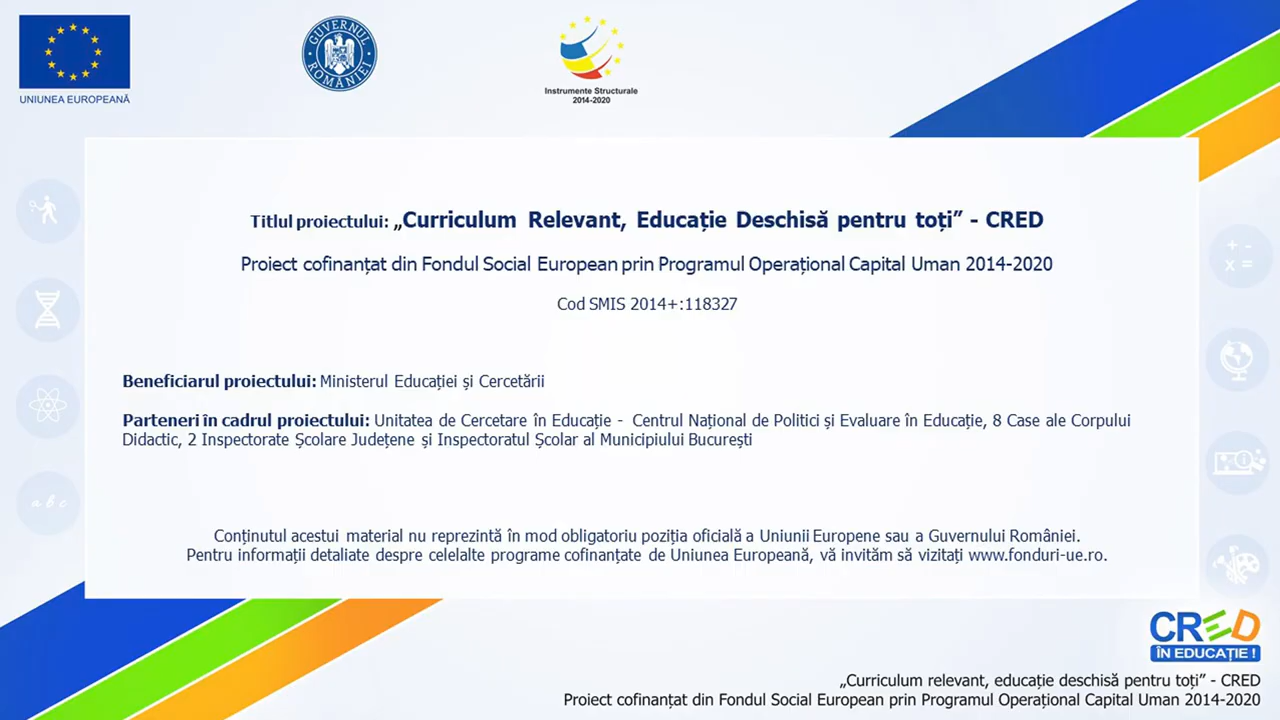 UNIUNEA EUROPEANĂ
GUVERNUL ROMÂNIEI
Instrumente Structurale
2014-2020
Titlul proiectului: „Curriculum Relevant, Educație Deschisă pentru toți” - CRED
Proiect cofinanțat din Fondul Social European prin Programul Operațional Capital Uman 2014-2020
Cod SMIS 2014+:118327
Beneficiarul proiectului: Ministerul Educației și Cercetării
Parteneri în cadrul proiectului: Unitatea de Cercetare în Educație - Centrul Național de Politici și Evaluare în Educație, 8 Case ale Corpului
Didactic, 2 Inspectorate Școlare Județene și Inspectoratul Școlar al Municipiului București
Conținutul acestui material nu reprezintă în mod obligatoriu poziția oficială a Uniunii Europene sau a Guvernului României.
Pentru informații detaliate despre celelalte programe cofinanțate de Uniunea Europeană, vă invităm să vizitați www.fonduri-ue.ro.
a b c
+ -
x =
CRED
ÎN EDUCAȚIE !
„Curriculum relevant, educație deschisă pentru toți” - CRED
Proiect cofinanțat din Fondul Social European prin Programul Operațional Capital Uman 2014-2020